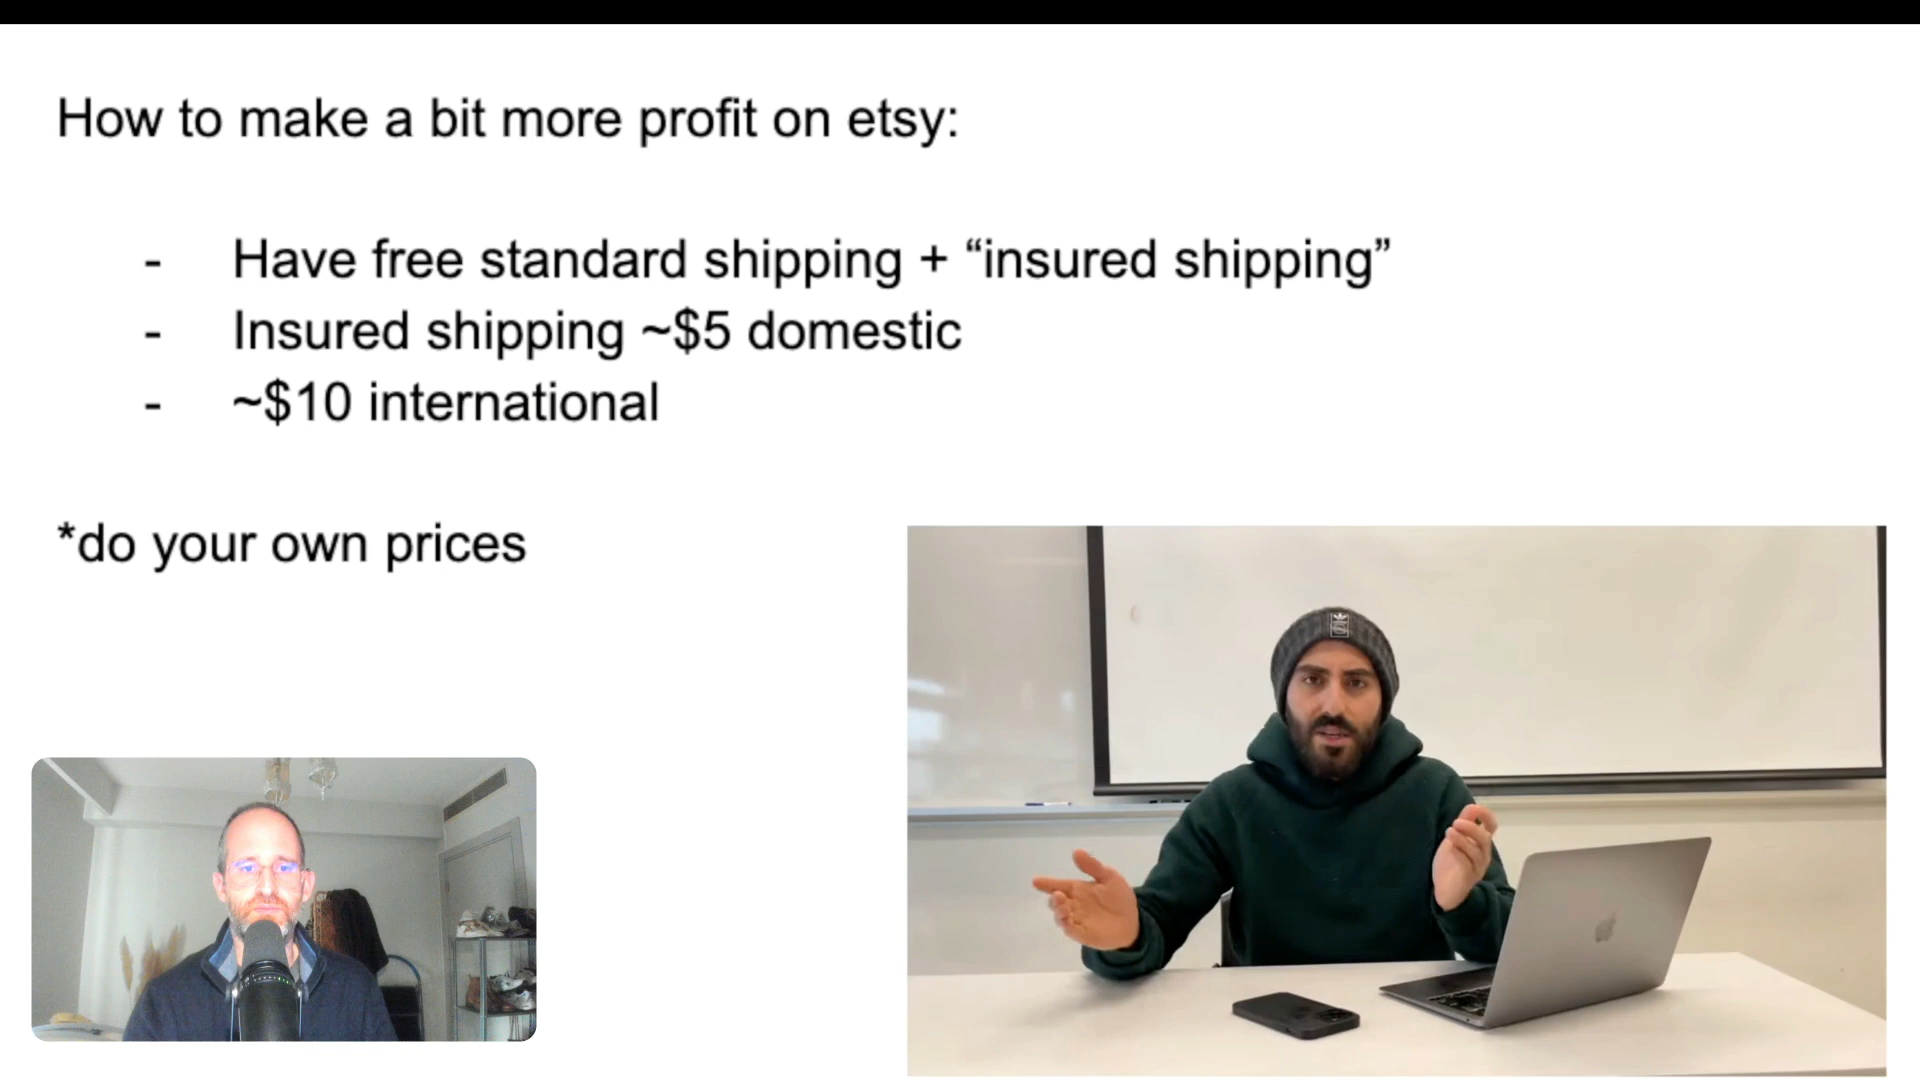 How to make a bit more profit on etsy:
- Have free standard shipping + “insured shipping”
- Insured shipping ~$5 domestic
- ~$10 international
*do your own prices